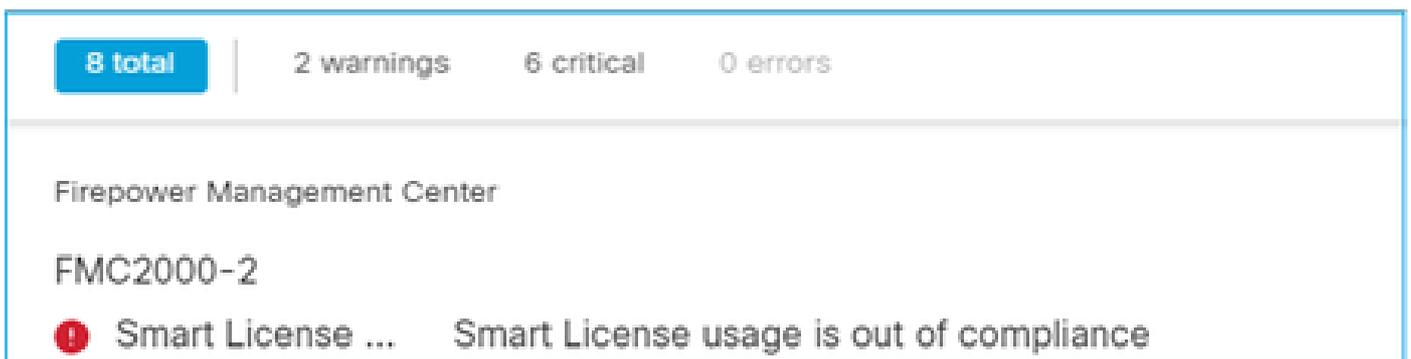 8 total 2 warnings 6 critical 0 errors
Firepower Management Center
FMC2000-2
Smart License ... Smart License usage is out of compliance